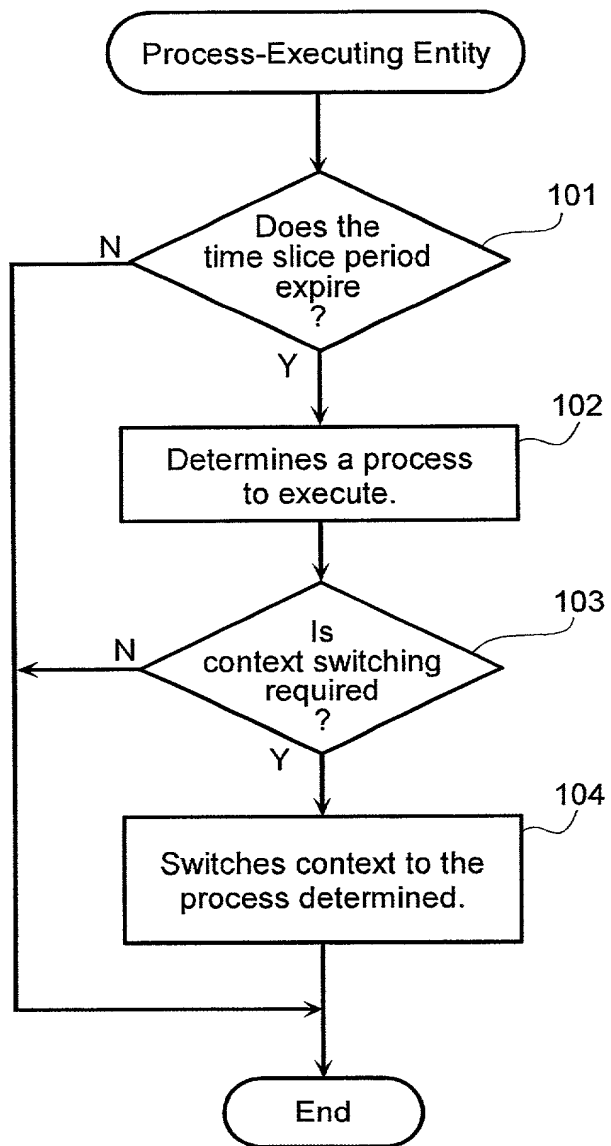 Process-Executing Entity
101
Does the
time slice period
expire
?
N
Y
102
Determines a process
to execute.
103
Is
context switching
required
?
N
Y
104
Switches context to the
process determined.
End